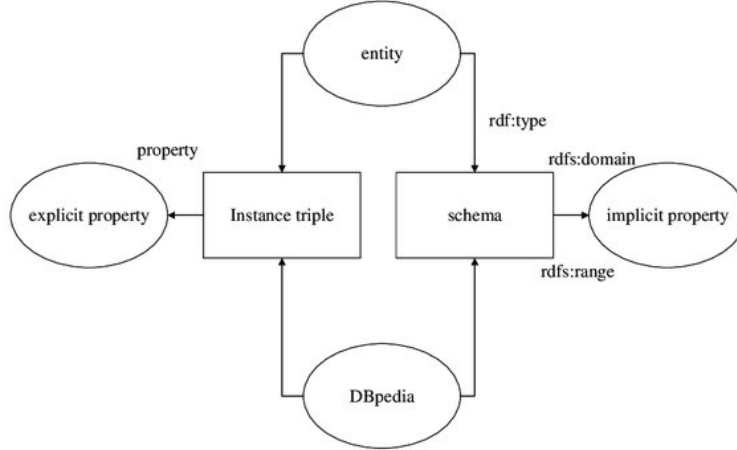 entity
rdf:type
property
rdfs:domain
explicit property
Instance triple
schema
implicit property
rdfs:range
DBpedia